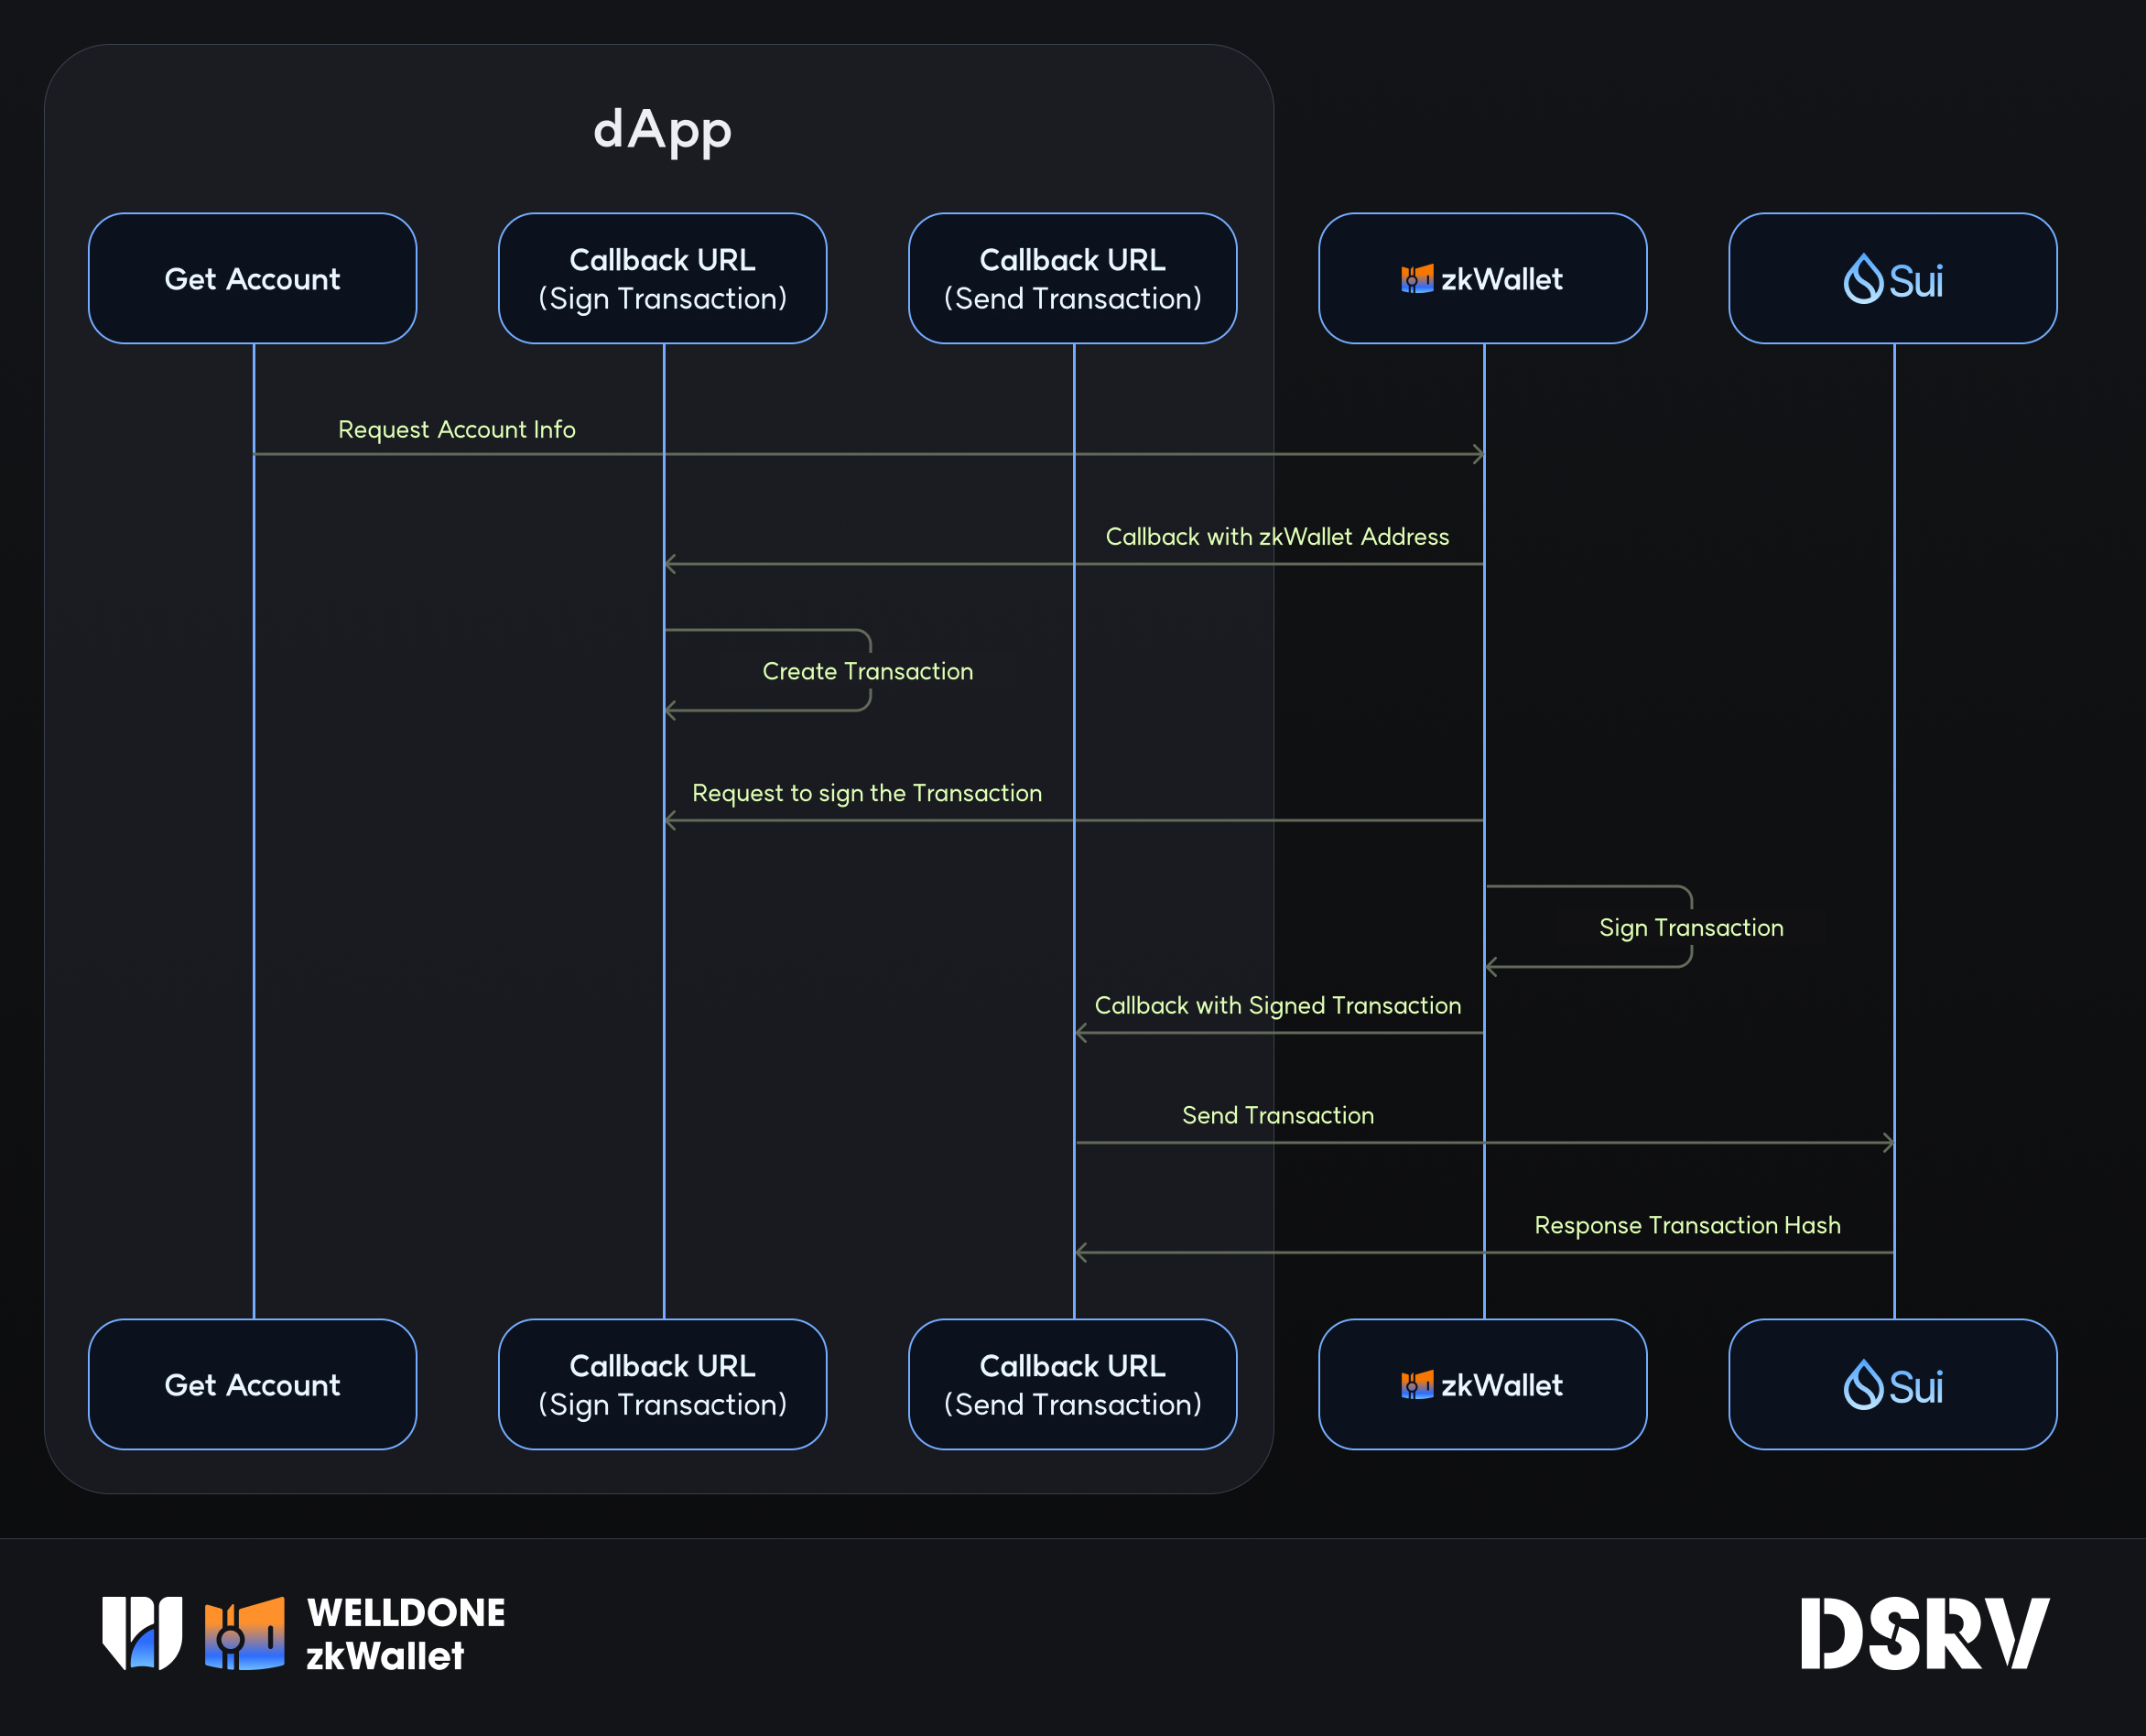 dApp
Get Account
Callback URL
(Sign Transaction)
Callback URL
(Send Transaction)
zkWallet
Sui
Request Account Info
Callback with zkWallet Address
Create Transaction
Request to sign the Transaction
Sign Transaction
Callback with Signed Transaction
Send Transaction
Response Transaction Hash
Get Account
Callback URL
(Sign Transaction)
Callback URL
(Send Transaction)
zkWallet
Sui
WELLDONE
zkWallet
DSRV